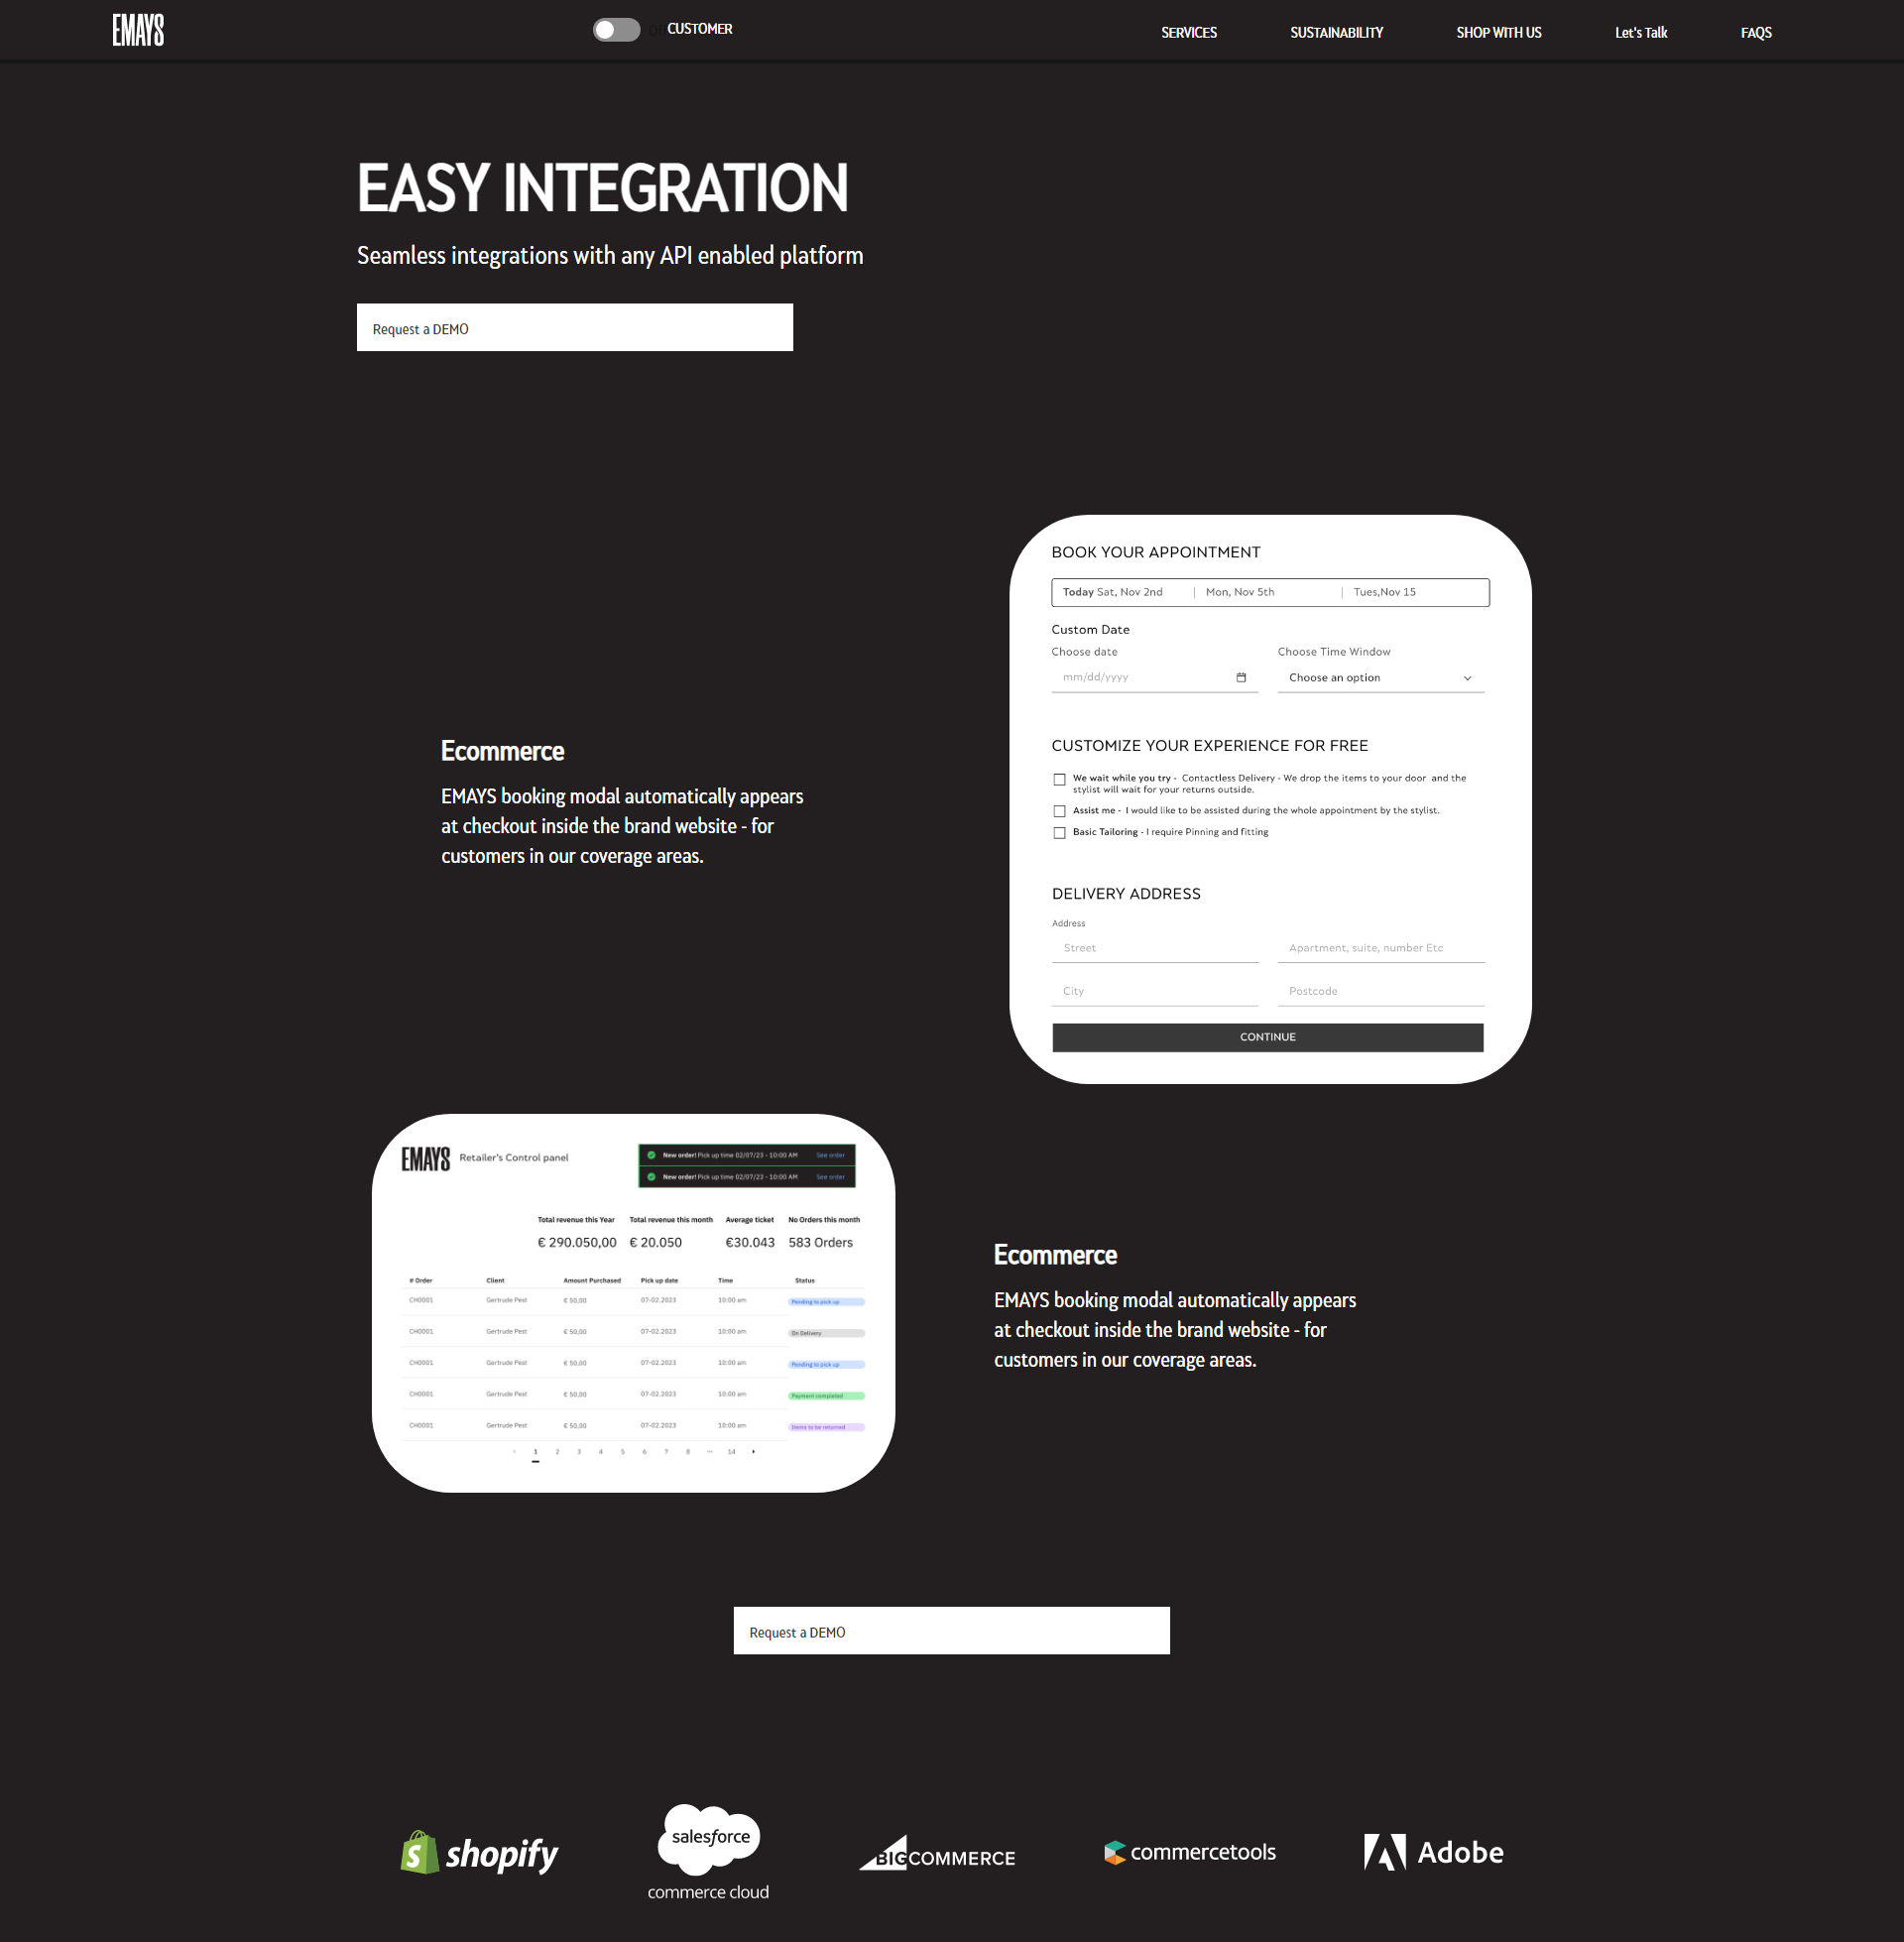 EMAYS
CUSTOMER
SERVICES
SUSTAINABILITY
SHOP WITH US
Let's Talk
FAQS
EASY INTEGRATION
Seamless integrations with any API enabled platform
Request a DEMO
BOOK YOUR APPOINTMENT
Today Sat, Nov 2nd | Mon, Nov 5th | Tues,Nov 15
Custom Date
Choose date Choose Time Window
mm/dd/yyyy Choose an option
CUSTOMIZE YOUR EXPERIENCE FOR FREE
We wait while you try - Contactless Delivery - We drop the items to your door and the
stylist will wait for your returns outside.
Assist me - I would like to be assisted during the whole appointment by the stylist.
Basic Tailoring - I require Pinning and fitting
DELIVERY ADDRESS
Address
Street Apartment, suite, number Etc
City Postcode
CONTINUE
Ecommerce
EMAYS booking modal automatically appears
at checkout inside the brand website - for
customers in our coverage areas.
EMAYS Retailer's Control panel
New order! Pick up time 02/07/23 - 10:00 AM See order
New order! Pick up time 02/07/23 - 10:00 AM See order
Total revenue this Year Total revenue this month Average ticket No Orders this month
€ 290.050,00 € 20.050 €30.043 583 Orders
# Order Client Amount Purchased Pick up date Time Status
CH0001 Gertrude Pest € 50,00 07-02.2023 10:00 am Pending to pick up
CH0001 Gertrude Pest € 50,00 07-02.2023 10:00 am On Delivery
CH0001 Gertrude Pest € 50,00 07-02.2023 10:00 am Pending to pick up
CH0001 Gertrude Pest € 50,00 07-02.2023 10:00 am Payment completed
CH0001 Gertrude Pest € 50,00 07-02.2023 10:00 am Items to be returned
1 2 3 4 5 6 7 8 ... 14
Ecommerce
EMAYS booking modal automatically appears
at checkout inside the brand website - for
customers in our coverage areas.
Request a DEMO
shopify
salesforce
commerce cloud
BIGCOMMERCE
commercetools
Adobe